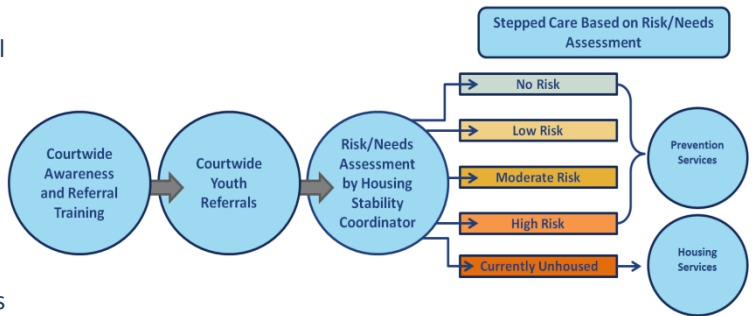 Stepped Care Based on Risk/Needs
Assessment
l
No Risk
Low Risk
Moderate Risk
High Risk
Currently Unhoused
Courtwide
Awareness
and Referral
Training
Courtwide
Youth
Referrals
Risk/Needs
Assessment
by Housing
Stability
Coordinator
Prevention
Services
Housing
Services
s